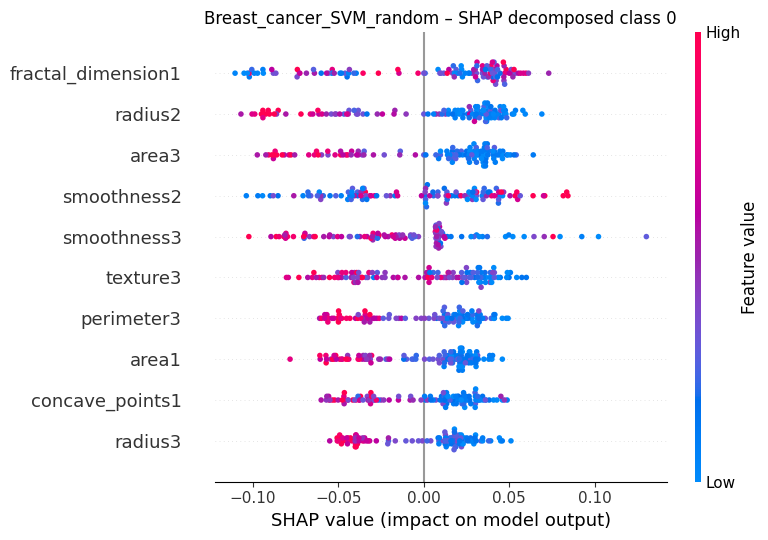 Breast_cancer_SVM_random – SHAP decomposed class 0
High
fractal_dimension1
radius2
area3
smoothness2
smoothness3
texture3
perimeter3
area1
concave_points1
radius3
Feature value
Low
−0.10 −0.05 0.00 0.05 0.10
SHAP value (impact on model output)